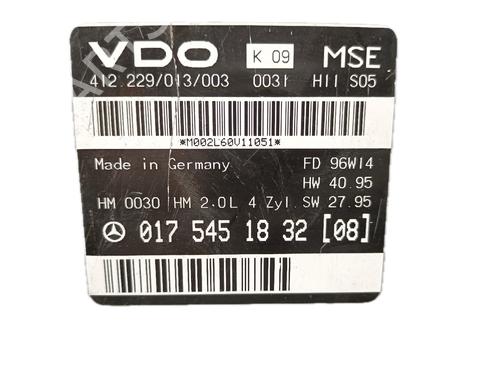 VDO K 09 MSE
412.229/013/003 0031 H11 S05
*M002L60V11051*
Made in Germany FD 96W14
HW 40.95
HM 0030 HM 2.0L 4 Zyl. SW 27.95
017 545 18 32 [08]